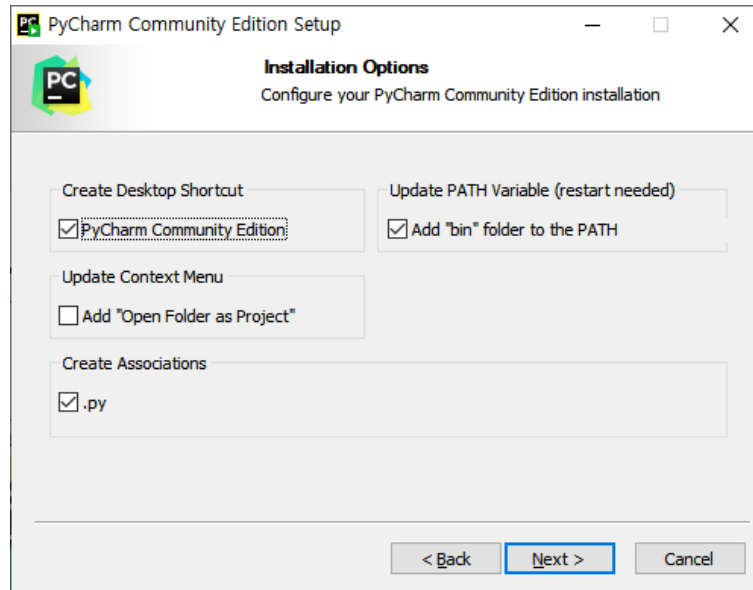 PyCharm Community Edition Setup
PC
Installation Options
Configure your PyCharm Community Edition installation
Create Desktop Shortcut
PyCharm Community Edition
Update PATH Variable (restart needed)
Add "bin" folder to the PATH
Update Context Menu
Add "Open Folder as Project"
Create Associations
.py
< Back
Next >
Cancel